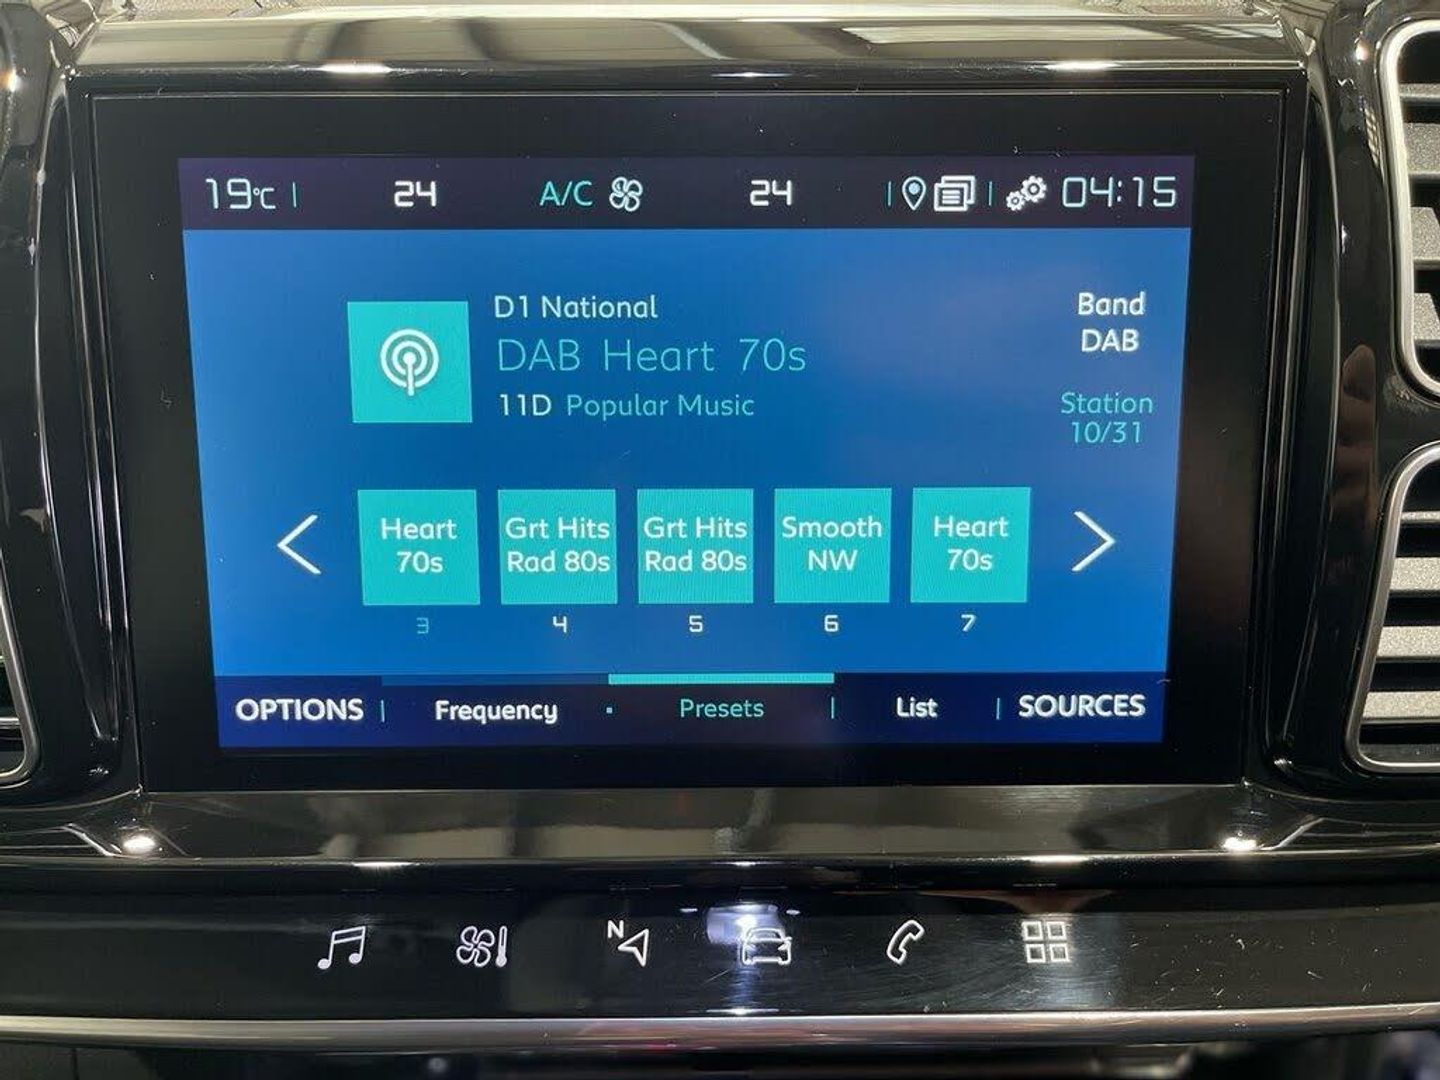 19°C 24 A/C 24 04:15
D1 National
DAB Heart 70s
11D Popular Music
Band
DAB
Station
10/31
Heart
70s
Grt Hits
Rad 80s
Grt Hits
Rad 80s
Smooth
NW
Heart
70s
3 4 5 6 7
OPTIONS Frequency Presets List SOURCES
N